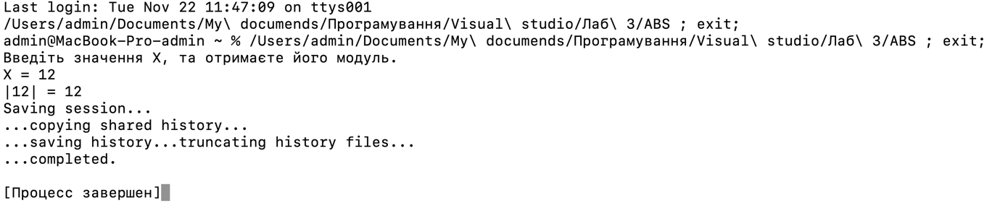 Last login: Tue Nov 22 11:47:09 on ttys001
/Users/admin/Documents/My\ documends/Програмування/Visual\ studio/Лаб\ 3/ABS ; exit;
admin@MacBook-Pro-admin ~ % /Users/admin/Documents/My\ documends/Програмування/Visual\ studio/Лаб\ 3/ABS ; exit;
Введіть значення X, та отримаєте його модуль.
X = 12
|12| = 12
Saving session...
...copying shared history...
...saving history...truncating history files...
...completed.
[Процесс завершен]